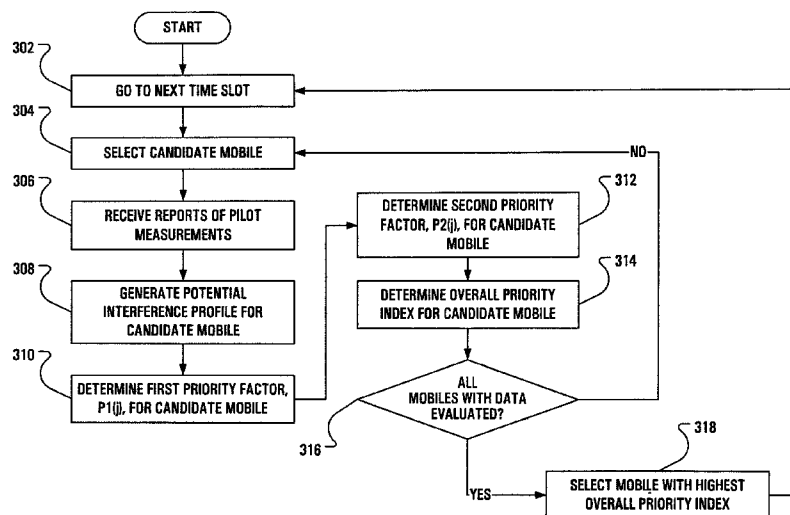 START
302
GO TO NEXT TIME SLOT
304
SELECT CANDIDATE MOBILE
NO
306
RECEIVE REPORTS OF PILOT
MEASUREMENTS
308
GENERATE POTENTIAL
INTERFERENCE PROFILE FOR
CANDIDATE MOBILE
310
DETERMINE FIRST PRIORITY FACTOR,
P1(j), FOR CANDIDATE MOBILE
312
DETERMINE SECOND PRIORITY
FACTOR, P2(j), FOR CANDIDATE
MOBILE
314
DETERMINE OVERALL PRIORITY
INDEX FOR CANDIDATE MOBILE
ALL
MOBILES WITH DATA
EVALUATED?
316
YES
318
SELECT MOBILE WITH HIGHEST
OVERALL PRIORITY INDEX